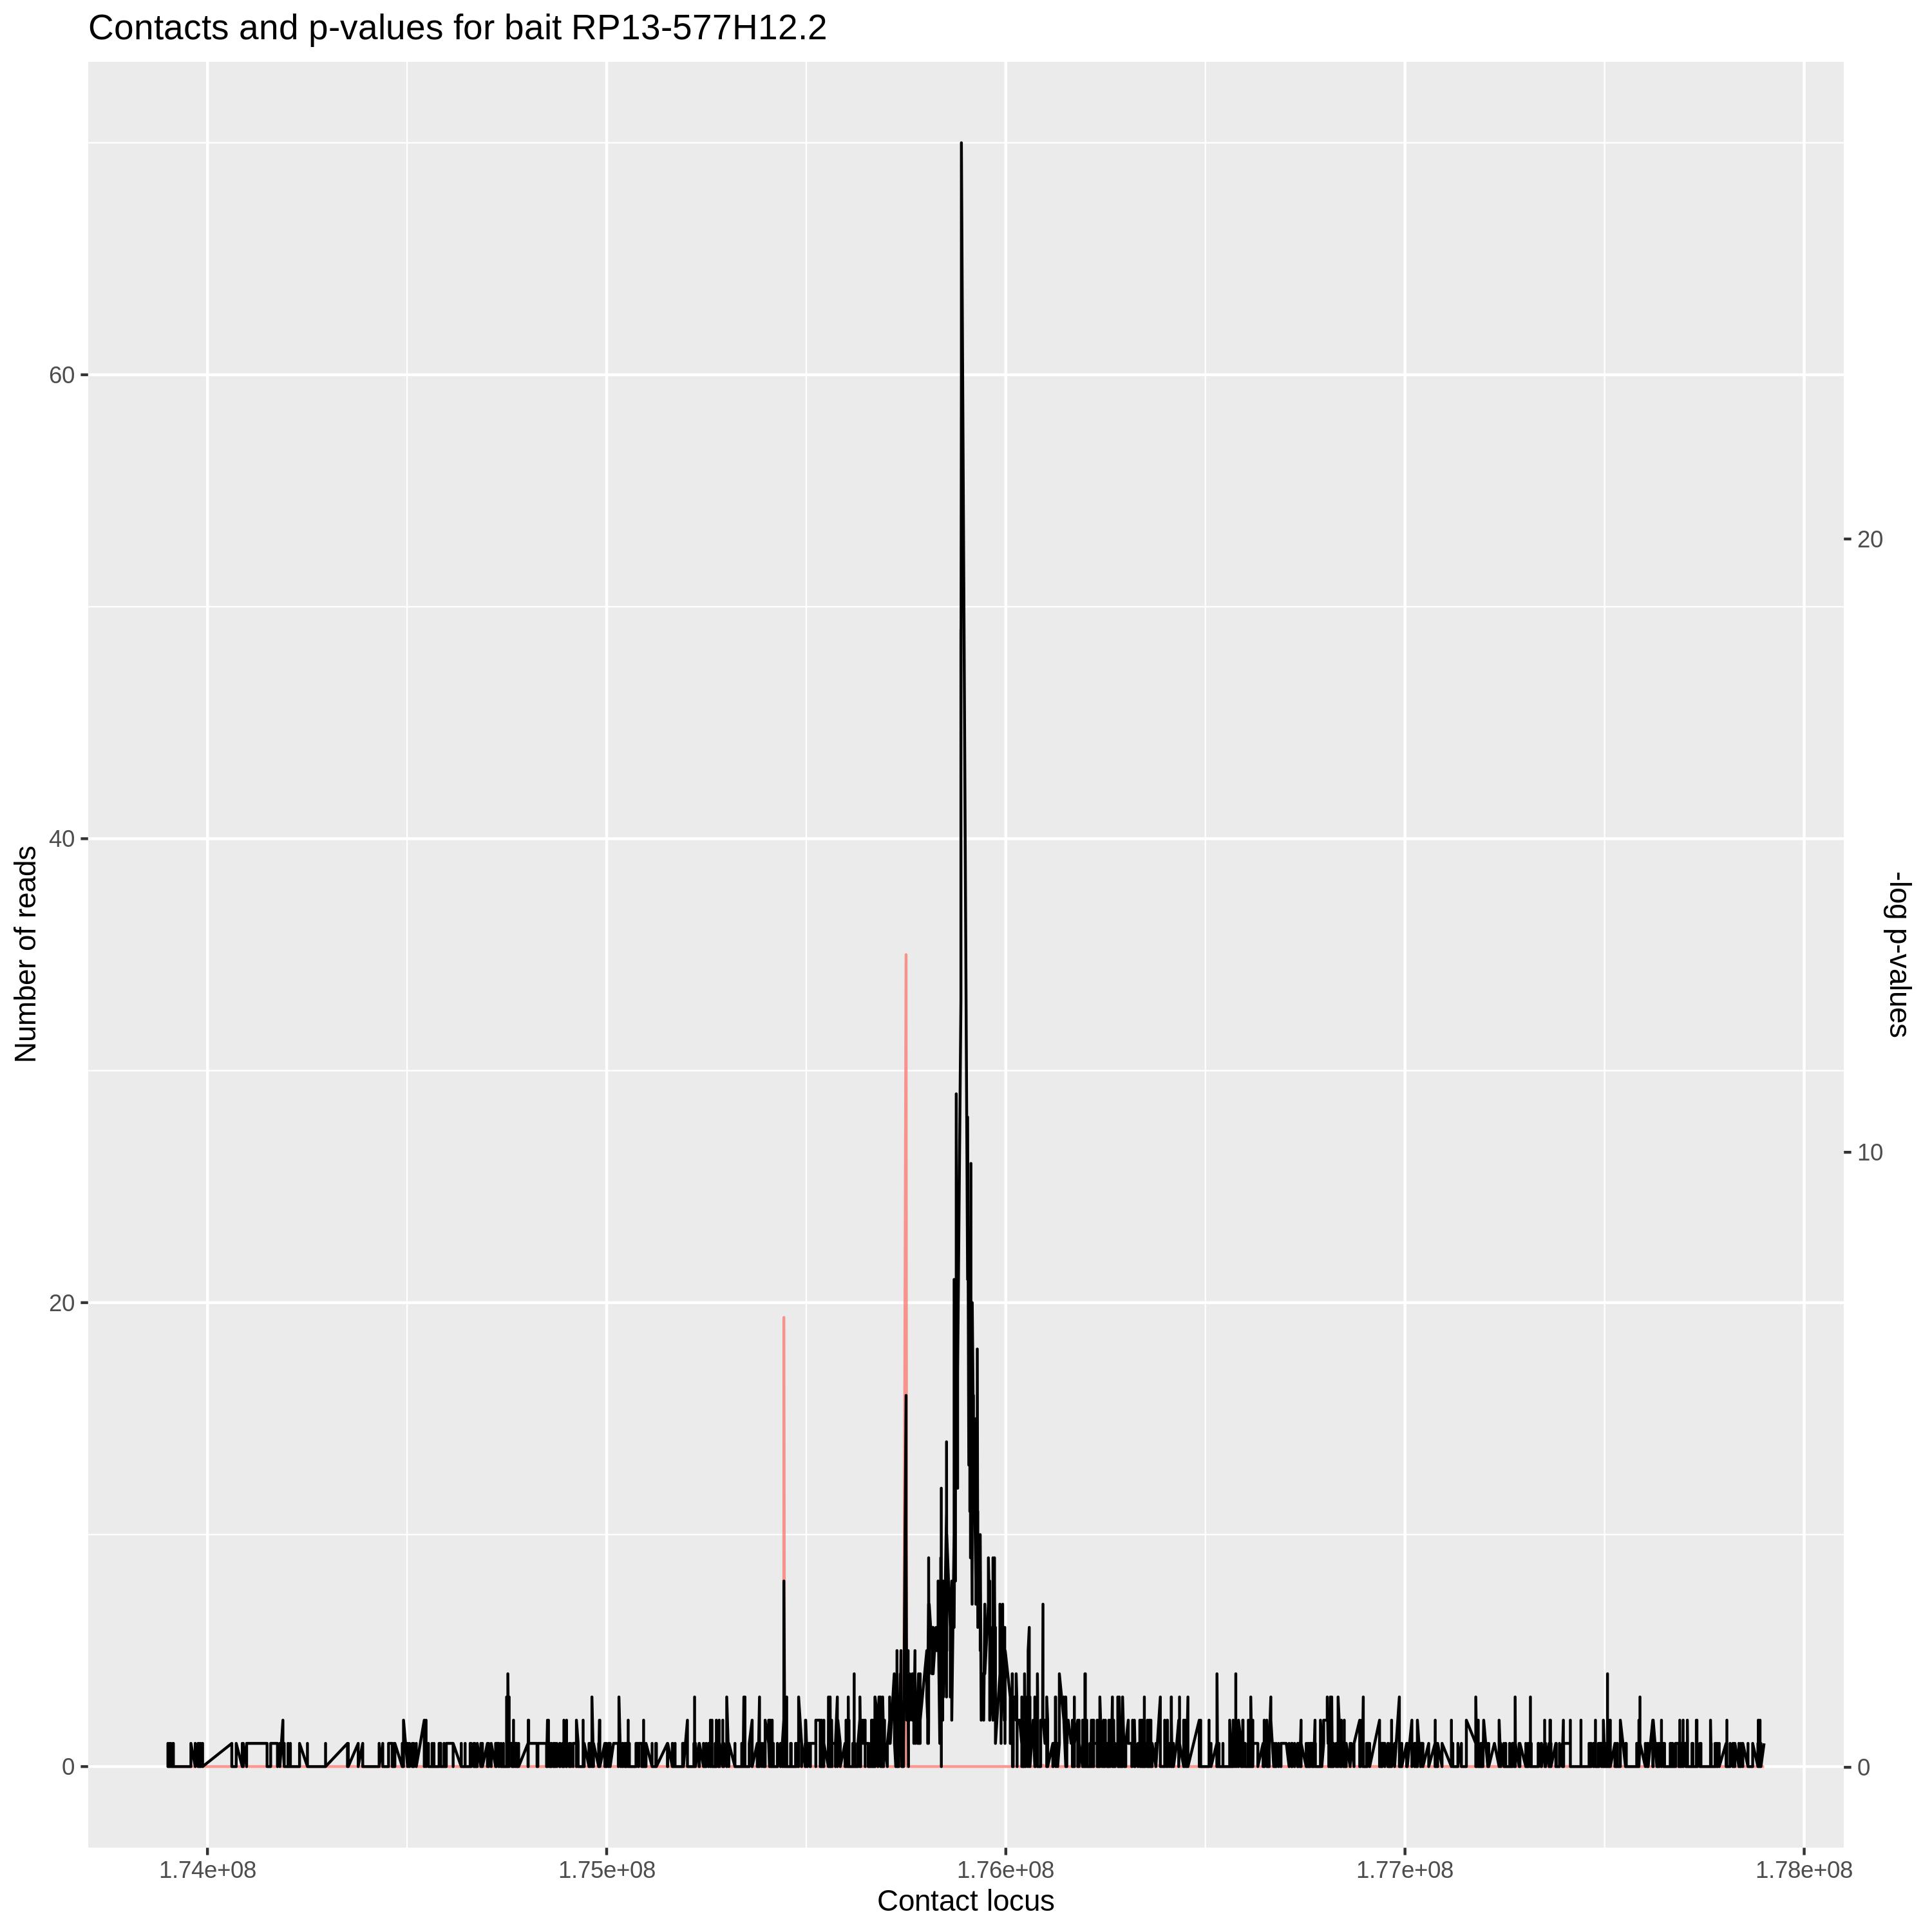 Contacts and p-values for bait RP13-577H12.2
Number of reads
60
40
20
0
-log p-values
20
10
0
1.74e+08
1.75e+08
1.76e+08
1.77e+08
1.78e+08
Contact locus